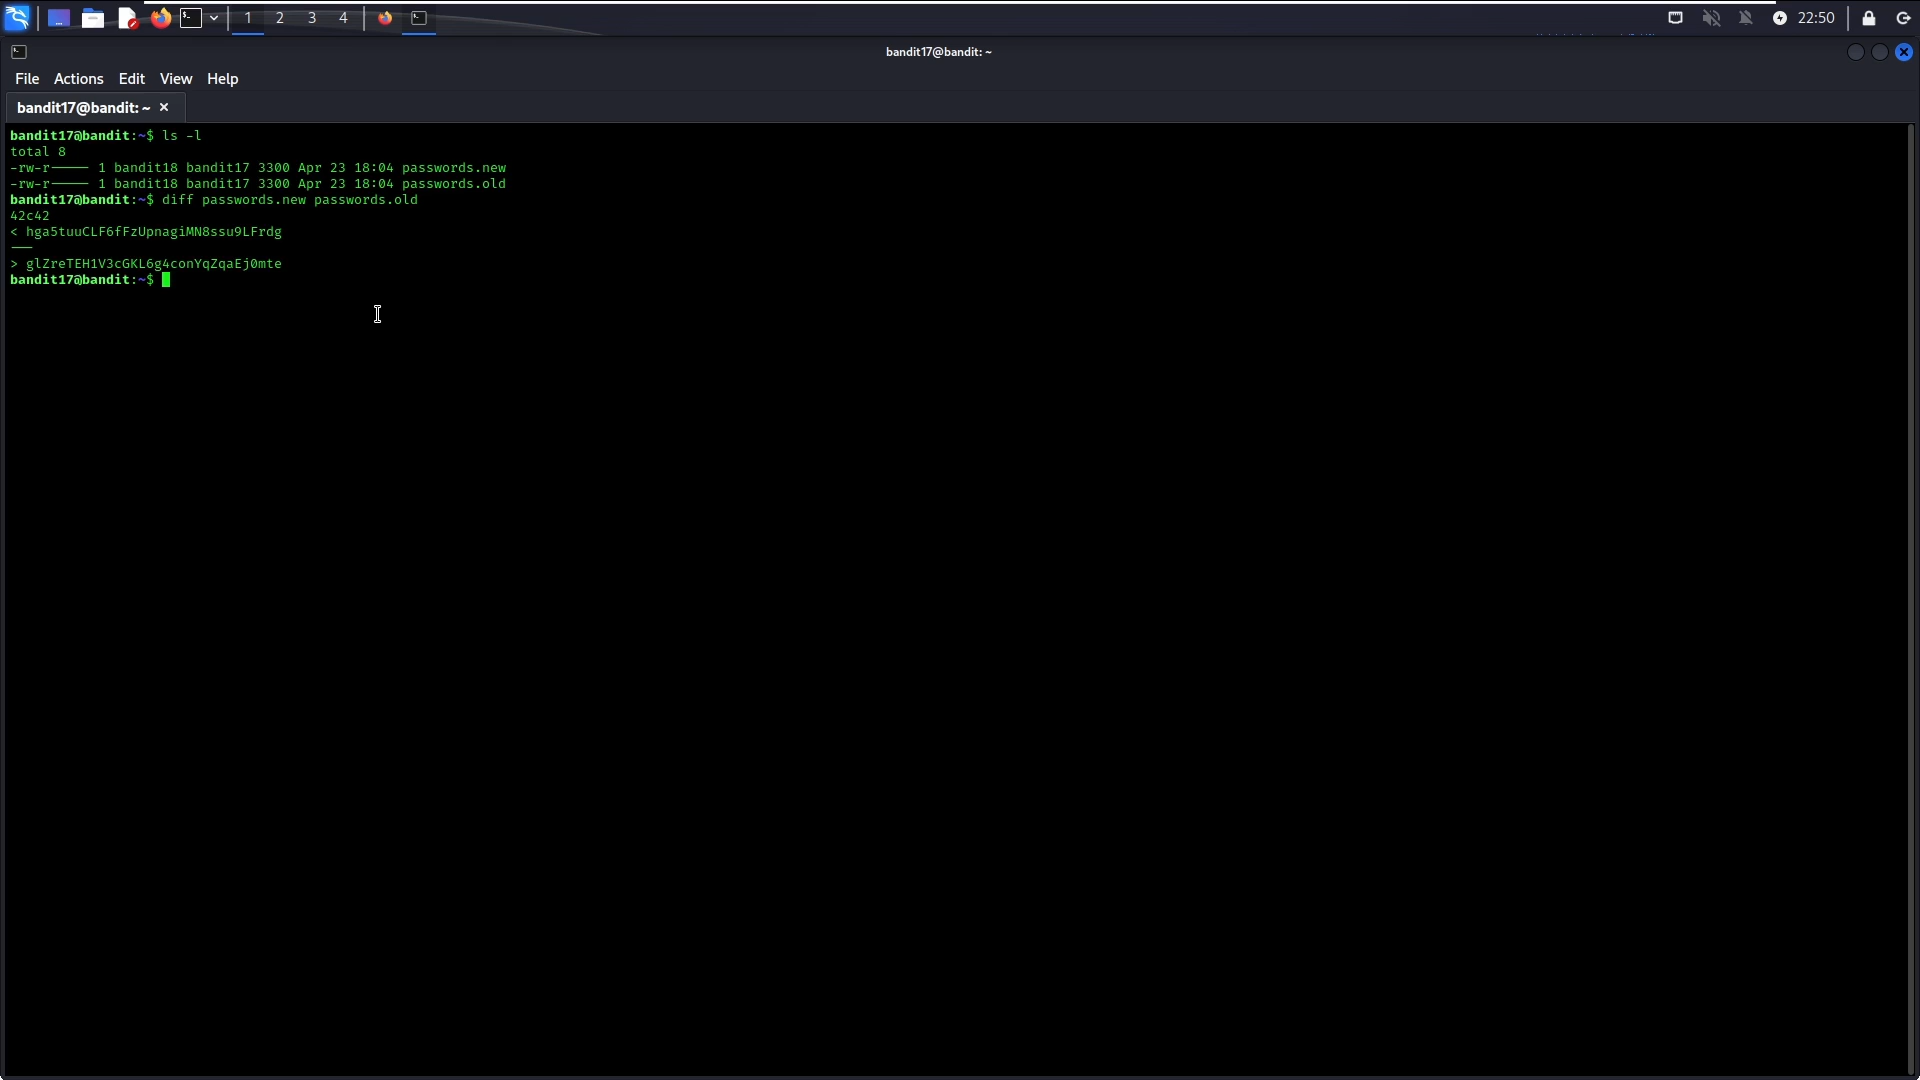 1 2 3 4
22:50
bandit17@bandit: ~
File Actions Edit View Help
bandit17@bandit: ~ ×
bandit17@bandit:~$ ls -l
total 8
-rw-r----- 1 bandit18 bandit17 3300 Apr 23 18:04 passwords.new
-rw-r----- 1 bandit18 bandit17 3300 Apr 23 18:04 passwords.old
bandit17@bandit:~$ diff passwords.new passwords.old
42c42
< hga5tuuCLF6fFzUpnagiMN8ssu9LFrdg
---
> glZreTEH1V3cGKL6g4conYqZqaEj0mte
bandit17@bandit:~$